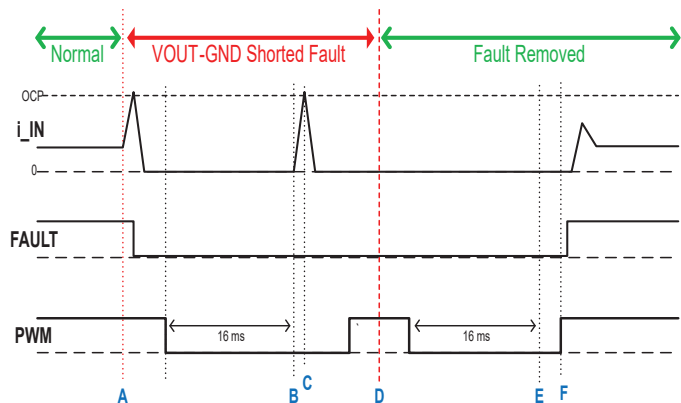 Normal
VOUT-GND Shorted Fault
Fault Removed
OCP
i_IN
0
FAULT
PWM
16 ms
16 ms
A
B
C
D
E
F